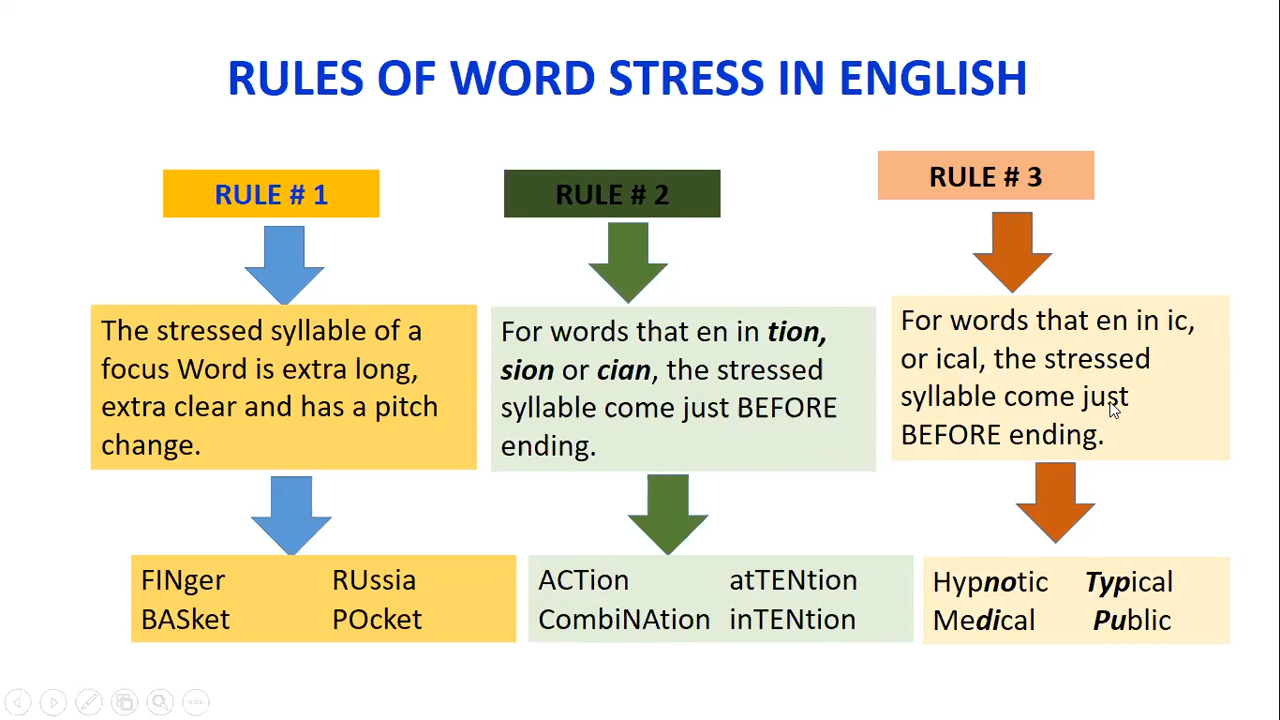 RULES OF WORD STRESS IN ENGLISH
RULE # 1
The stressed syllable of a
focus Word is extra long,
extra clear and has a pitch
change.
FINger RUssia
BASket POcket
RULE # 2
For words that en in tion,
sion or cian, the stressed
syllable come just BEFORE
ending.
ACTion atTENtion
CombiNAtion inTENtion
RULE # 3
For words that en in ic,
or ical, the stressed
syllable come just
BEFORE ending.
Hypnotic Typical
Medical Public